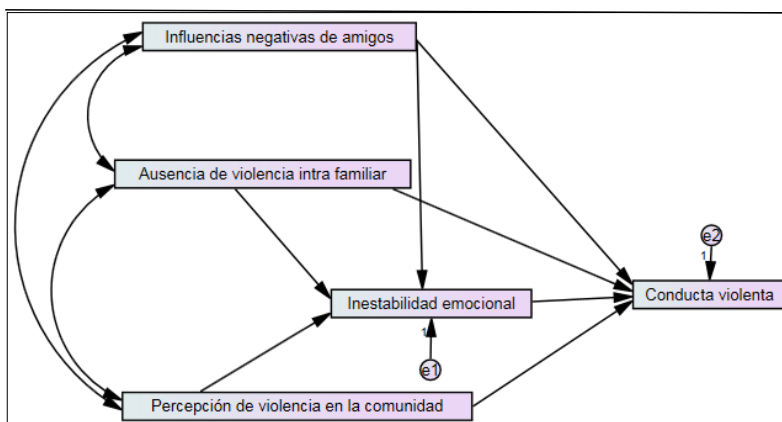 Influencias negativas de amigos
Ausencia de violencia intra familiar
e2
1
Inestabilidad emocional
Conducta violenta
1
e1
Percepción de violencia en la comunidad